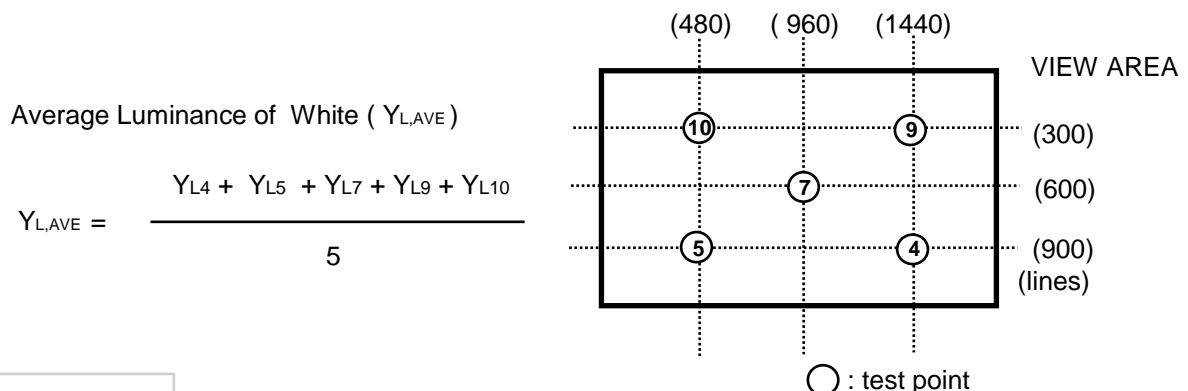 (480) ( 960) (1440)
VIEW AREA
Average Luminance of White ( YL,AVE )
10 9 (300)
YL4 + YL5 + YL7 + YL9 + YL10
7 (600)
YL,AVE =
5
5 4 (900)
(lines)
: test point